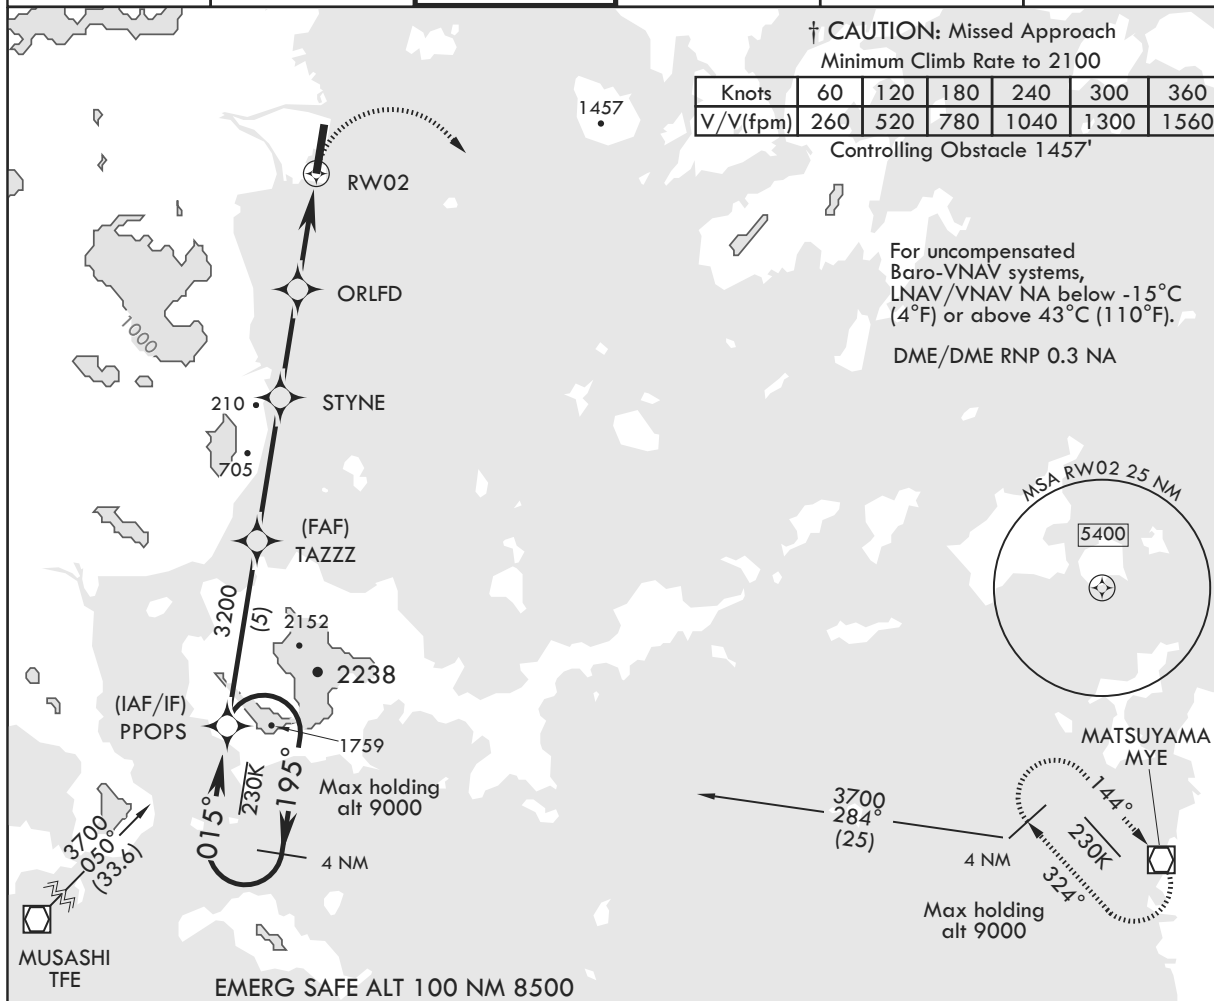 † CAUTION: Missed Approach
Minimum Climb Rate to 2100
Knots 60 120 180 240 300 360
V/V(fpm) 260 520 780 1040 1300 1560
Controlling Obstacle 1457'
1457
RW02
For uncompensated
Baro-VNAV systems,
LNAV/VNAV NA below -15°C
(4°F) or above 43°C (110°F).
DME/DME RNP 0.3 NA
ORLFD
1000
210
STYNE
705
MSA RW02 25 NM
5400
(FAF)
TAZZZ
3200
(5)
2152
2238
(IAF/IF)
PPOPS
1759
MATSUYAMA
MYE
015°
230K
195°
Max holding
alt 9000
4 NM
3700
284°
(25)
144°
230K
324°
4 NM
Max holding
alt 9000
3700
050°
(33.6)
MUSASHI
TFE
EMERG SAFE ALT 100 NM 8500